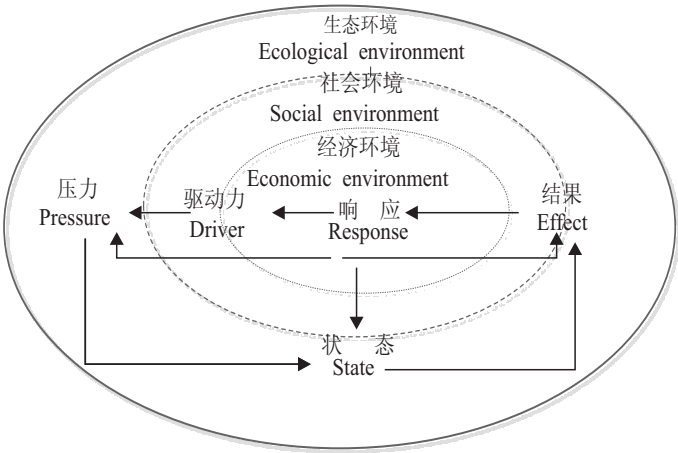 生态环境
Ecological environment
社会环境
Social environment
经济环境
Economic environment
压力
Pressure
驱动力
Driver
响 应
Response
结果
Effect
状 态
State